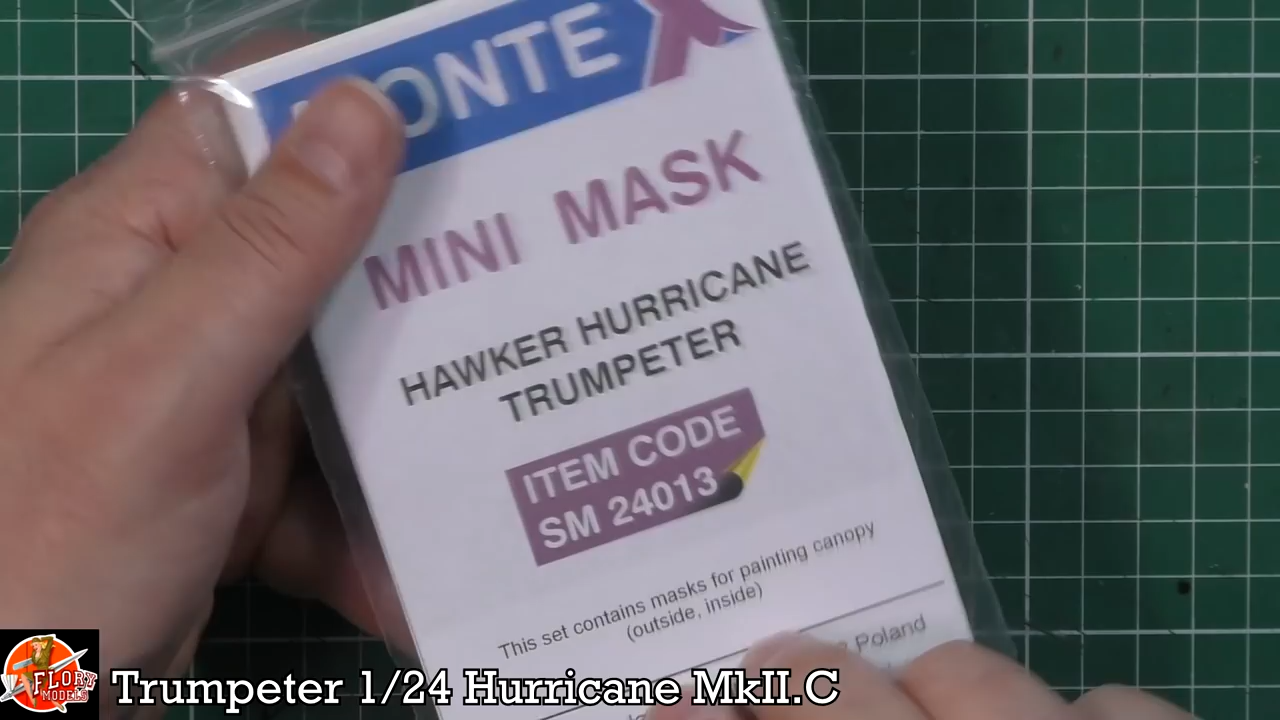 MINI MASK
HAWKER HURRICANE
TRUMPETER
ITEM CODE
SM 24013
This set contains masks for painting canopy
(outside, inside)
Poland
FLORY
MODELS
Trumpeter 1/24 Hurricane MkII.C